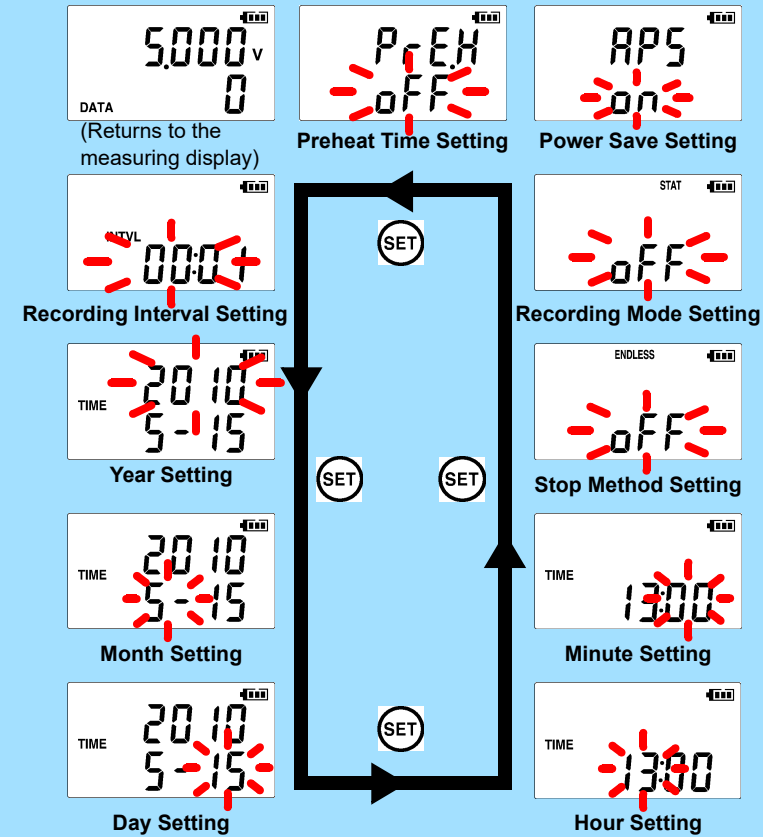 5.000 v
DATA 0
(Returns to the
measuring display)
PrE.H
oFF
Preheat Time Setting
APS
on
Power Save Setting
INTVL
00:01
Recording Interval Setting
SET
STAT
oFF
Recording Mode Setting
2010
TIME
5-15
Year Setting
SET
SET
ENDLESS
oFF
Stop Method Setting
2010
TIME
5-15
Month Setting
TIME
13:00
Minute Setting
2010
TIME
5-15
Day Setting
SET
TIME
13:00
Hour Setting